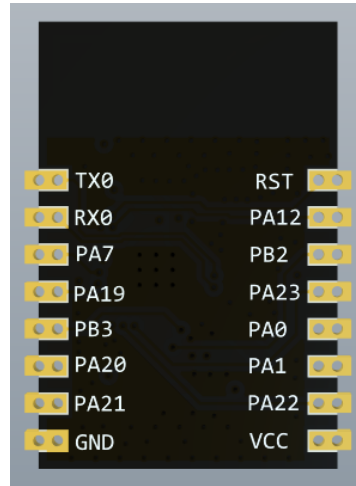 TX0 RST
RX0 PA12
PA7 PB2
PA19 PA23
PB3 PA0
PA20 PA1
PA21 PA22
GND VCC